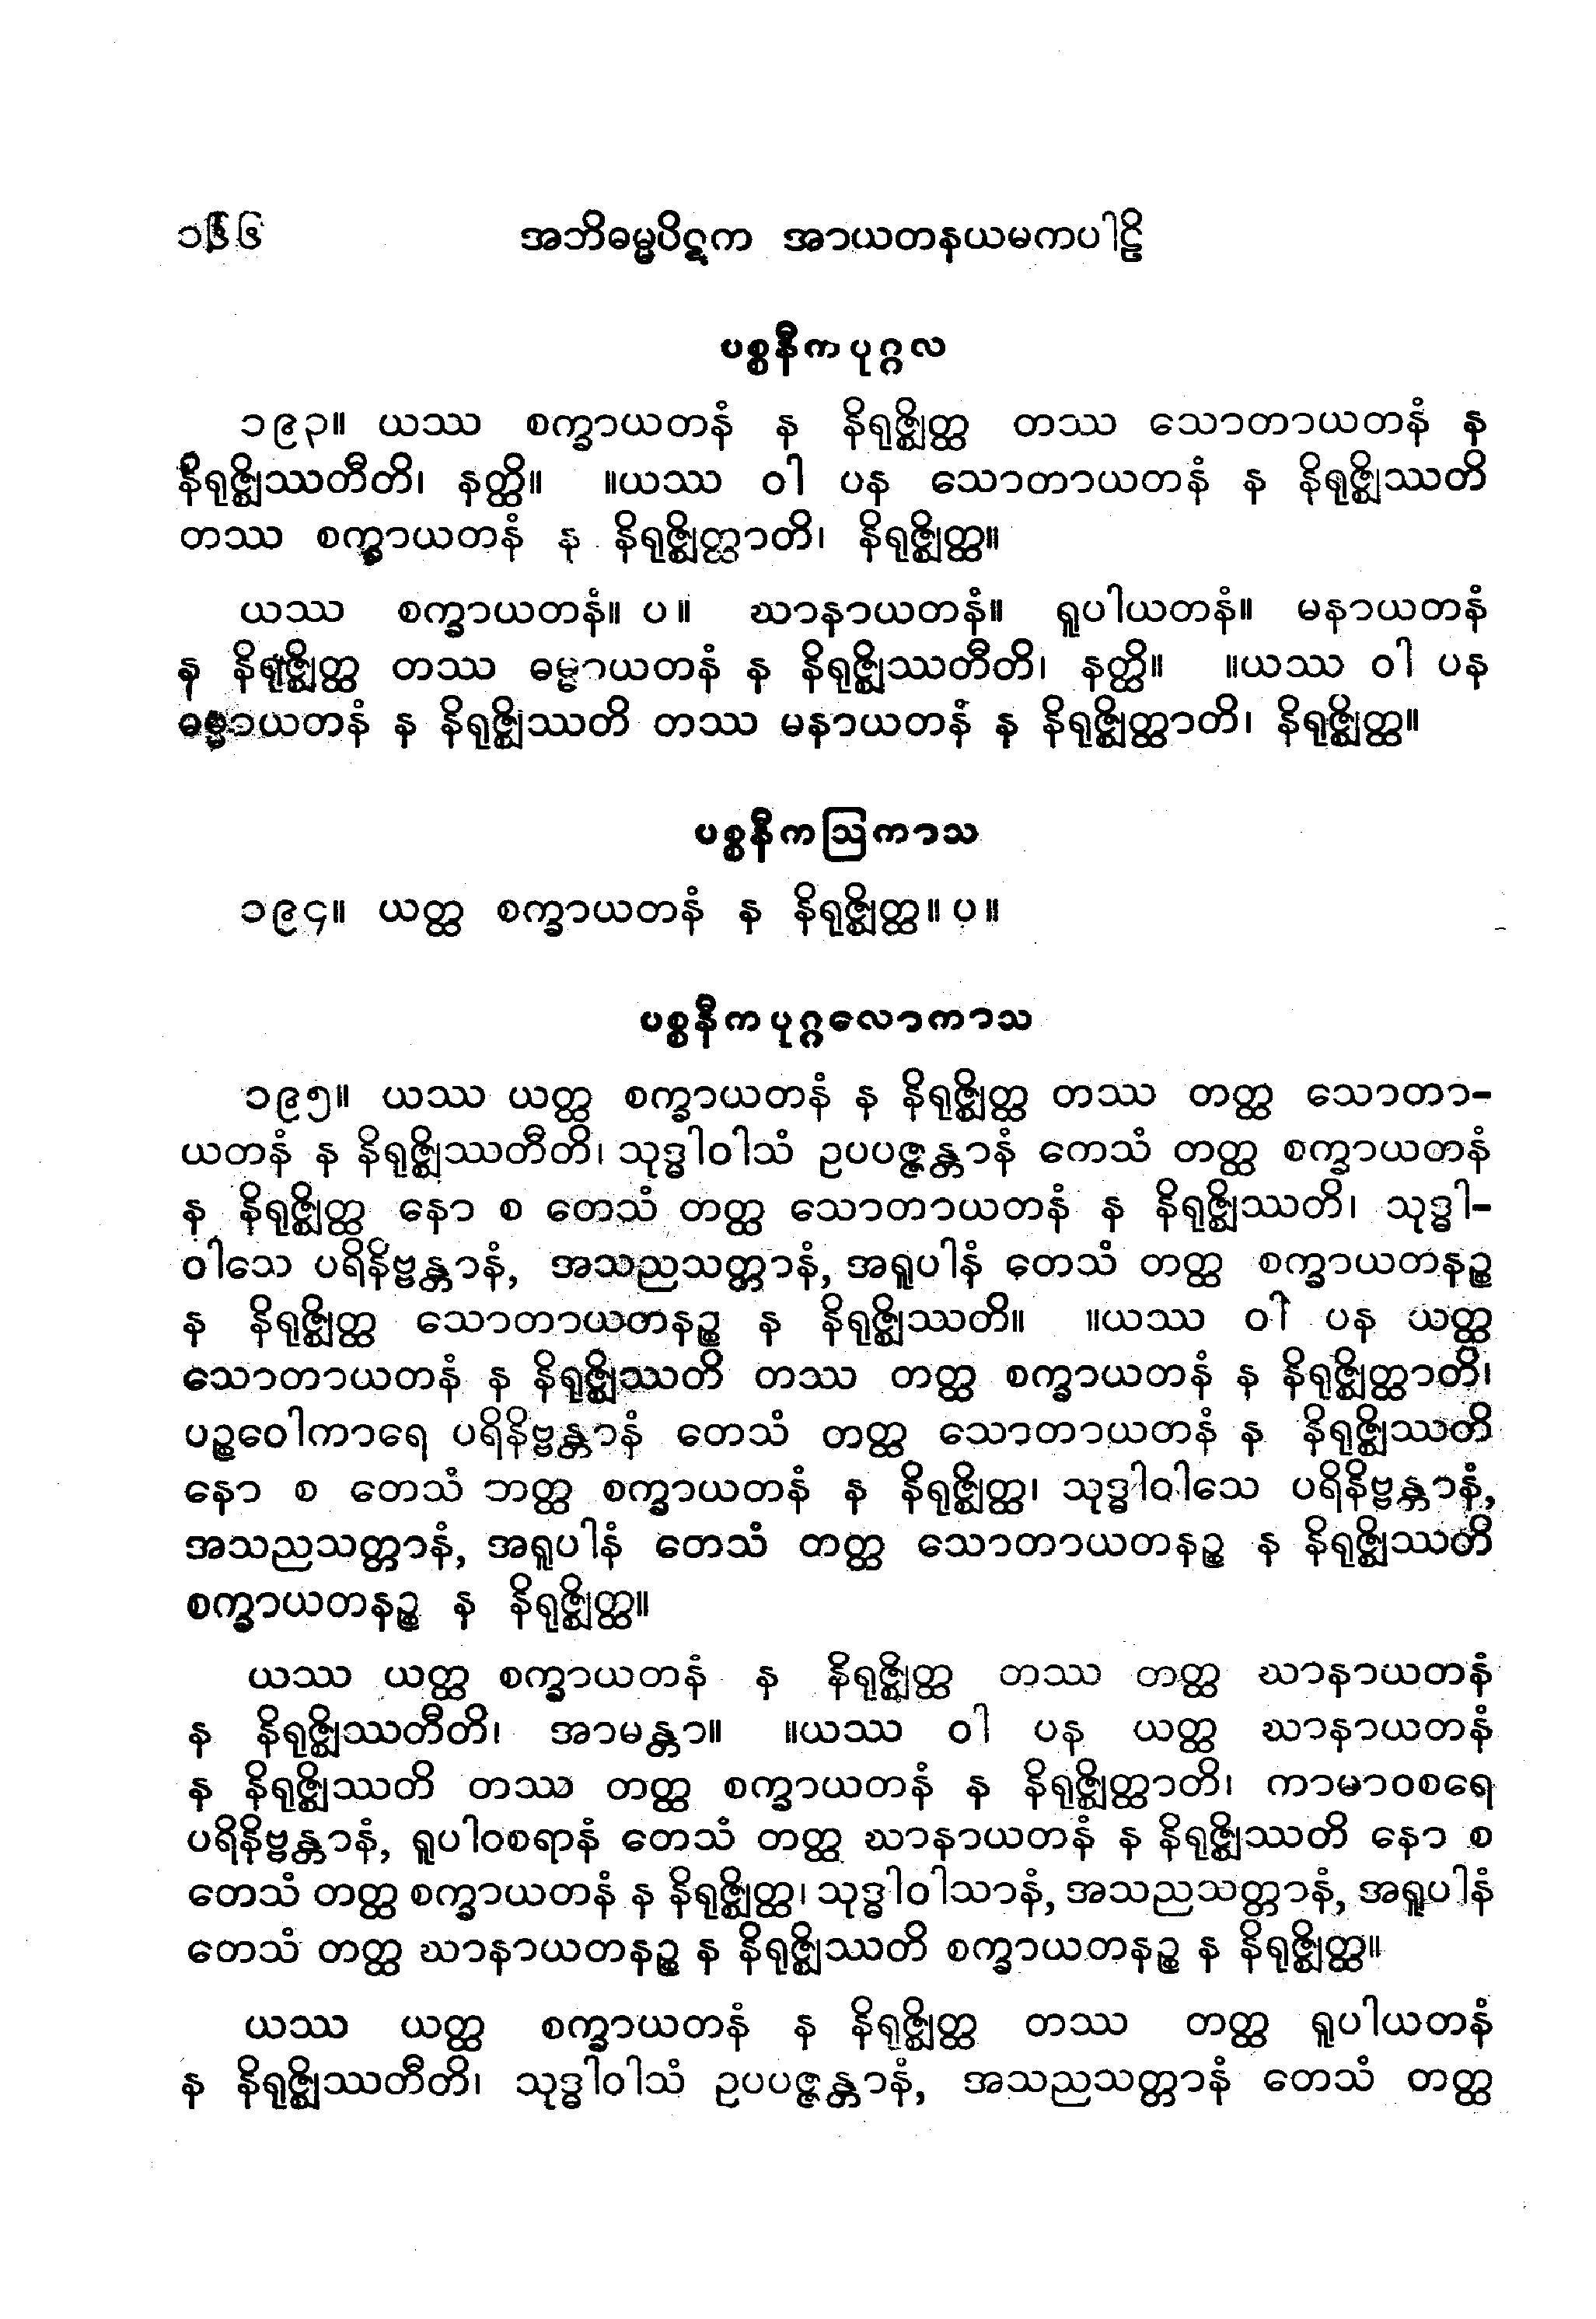 ၁၆၆ အဘိဓမ္မပိဋက အာယတနယမကပါဠိ
ပစ္စနီကပုဂ္ဂလ
၁၉၃။ ယဿ စက္ခာယတနံ န နိရုဇ္ဈိတ္ထ တဿ သောတာယတနံ န
နိရုဇ္ဈိဿတီတိ၊ နတ္ထိ။ ။ယဿ ဝါ ပန သောတာယတနံ န နိရုဇ္ဈိဿတိ
တဿ စက္ခာယတနံ န နိရုဇ္ဈိတ္ထာတိ၊ နိရုဇ္ဈိတ္ထ။
ယဿ စက္ခာယတနံ။ ပ။ ဃာနာယတနံ။ ရူပါယတနံ။ မနာယတနံ
န နိရုဇ္ဈိတ္ထ တဿ ဓမ္မာယတနံ န နိရုဇ္ဈိဿတီတိ၊ နတ္ထိ။ ။ယဿ ဝါ ပန
ဓမ္မာယတနံ န နိရုဇ္ဈိဿတိ တဿ မနာယတနံ န နိရုဇ္ဈိတ္ထာတိ၊ နိရုဇ္ဈိတ္ထ။
ပစ္စနီကဩကာသ
၁၉၄။ ယတ္ထ စက္ခာယတနံ န နိရုဇ္ဈိတ္ထ။ ပ။
ပစ္စနီကပုဂ္ဂလောကာသ
၁၉၅။ ယဿ ယတ္ထ စက္ခာယတနံ န နိရုဇ္ဈိတ္ထ တဿ တတ္ထ သောတာ-
ယတနံ န နိရုဇ္ဈိဿတီတိ၊ သုဒ္ဓါဝါသံ ဥပပဇ္ဇန္တာနံ ကေသံ တတ္ထ စက္ခာယတနံ
န နိရုဇ္ဈိတ္ထ နော စ တေသံ တတ္ထ သောတာယတနံ န နိရုဇ္ဈိဿတိ၊ သုဒ္ဓါ-
ဝါသေ ပရိနိဗ္ဗန္တာနံ, အသညသတ္တာနံ, အရူပါနံ တေသံ တတ္ထ စက္ခာယတနဉ္စ
န နိရုဇ္ဈိတ္ထ သောတာယတနဉ္စ န နိရုဇ္ဈိဿတိ။ ။ယဿ ဝါ ပန ယတ္ထ
သောတာယတနံ န နိရုဇ္ဈိဿတိ တဿ တတ္ထ စက္ခာယတနံ န နိရုဇ္ဈိတ္ထာတိ၊
ပဉ္စဝေါကာရေ ပရိနိဗ္ဗန္တာနံ တေသံ တတ္ထ သောတာယတနံ န နိရုဇ္ဈိဿတိ
နော စ တေသံ ဘတ္ထ စက္ခာယတနံ န နိရုဇ္ဈိတ္ထ၊ သုဒ္ဓါဝါသေ ပရိနိဗ္ဗန္တာနံ,
အသညသတ္တာနံ, အရူပါနံ တေသံ တတ္ထ သောတာယတနဉ္စ န နိရုဇ္ဈိဿတိ
စက္ခာယတနဉ္စ န နိရုဇ္ဈိတ္ထ။
ယဿ ယတ္ထ စက္ခာယတနံ န နိရုဇ္ဈိတ္ထ တဿ တတ္ထ ဃာနာယတနံ
န နိရုဇ္ဈိဿတီတိ၊ အာမန္တာ။ ။ယဿ ဝါ ပန ယတ္ထ ဃာနာယတနံ
န နိရုဇ္ဈိဿတိ တဿ တတ္ထ စက္ခာယတနံ န နိရုဇ္ဈိတ္ထာတိ၊ ကာမာဝစရေ
ပရိနိဗ္ဗန္တာနံ, ရူပါဝစရာနံ တေသံ တတ္ထ ဃာနာယတနံ န နိရုဇ္ဈိဿတိ နော စ
တေသံ တတ္ထ စက္ခာယတနံ န နိရုဇ္ဈိတ္ထ၊ သုဒ္ဓါဝါသာနံ, အသညသတ္တာနံ, အရူပါနံ
တေသံ တတ္ထ ဃာနာယတနဉ္စ န နိရုဇ္ဈိဿတိ စက္ခာယတနဉ္စ န နိရုဇ္ဈိတ္ထ။
ယဿ ယတ္ထ စက္ခာယတနံ န နိရုဇ္ဈိတ္ထ တဿ တတ္ထ ရူပါယတနံ
န နိရုဇ္ဈိဿတီတိ၊ သုဒ္ဓါဝါသံ ဥပပဇ္ဇန္တာနံ, အသညသတ္တာနံ တေသံ တတ္ထ